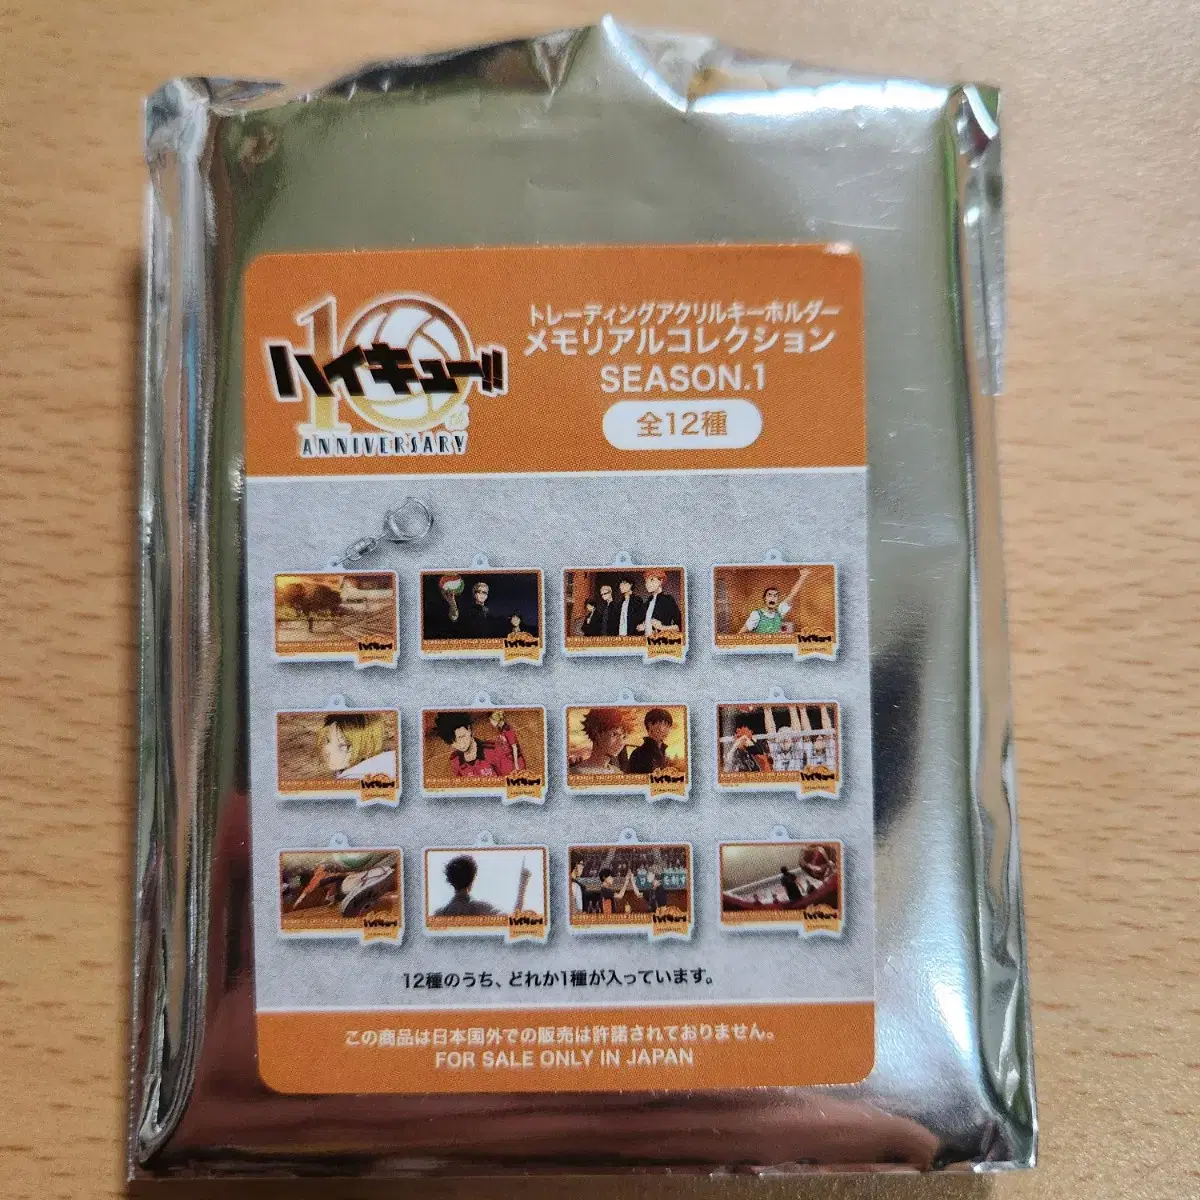 10th
ハイキュー!!
ANNIVERSARY
トレーディングアクリルキーホルダー
メモリアルコレクション
SEASON.1
全12種
12種のうち、どれか1種が入っています。
この商品は日本国外での販売は許諾されておりません。
FOR SALE ONLY IN JAPAN